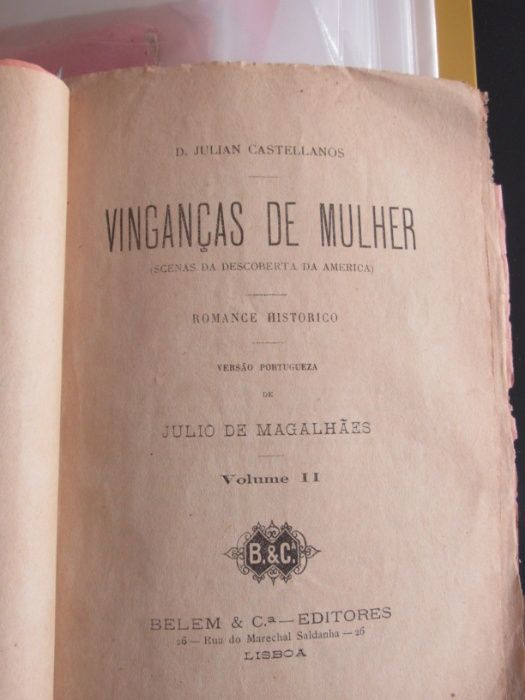 D. JULIAN CASTELLANOS
VINGANÇAS DE MULHER
(SCENAS DA DESCOBERTA DA AMERICA)
ROMANCE HISTORICO
VERSÃO PORTUGUEZA
DE
JULIO DE MAGALHÃES
Volume II
B. & C.ª
BELEM & C.ª—EDITORES
26—Rua do Marechal Saldanha—26
LISBOA